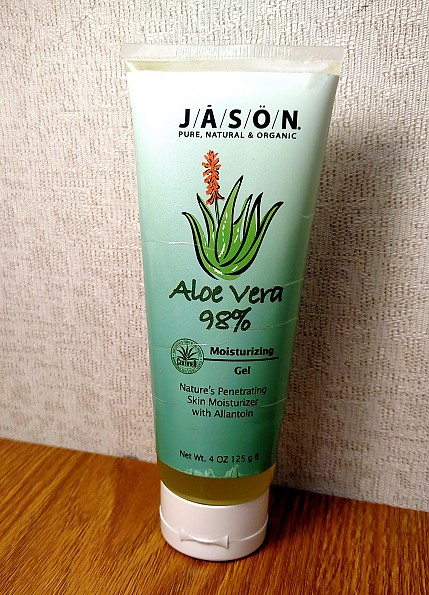 J/Ā/S/Ö/N.
PURE, NATURAL & ORGANIC
Aloe Vera
98%
Moisturizing
Gel
Certified
Nature's Penetrating
Skin Moisturizer
with Allantoin
Net Wt. 4 OZ 125 g e